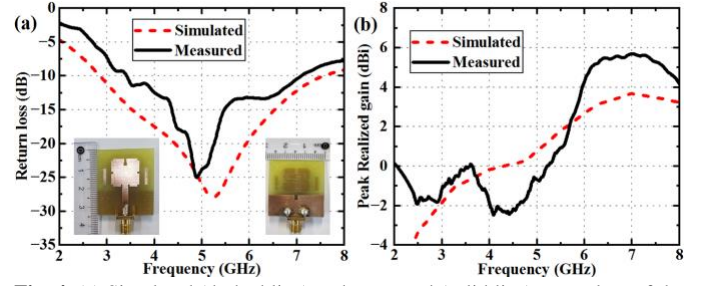 (a)
Simulated
Measured
Return loss (dB)
0
−5
−10
−15
−20
−25
−30
−35
2 3 4 5 6 7 8
Frequency (GHz)
(b)
Simulated
Measured
Peak Realized gain (dBi)
8
6
4
2
0
−2
−4
2 3 4 5 6 7 8
Frequency (GHz)